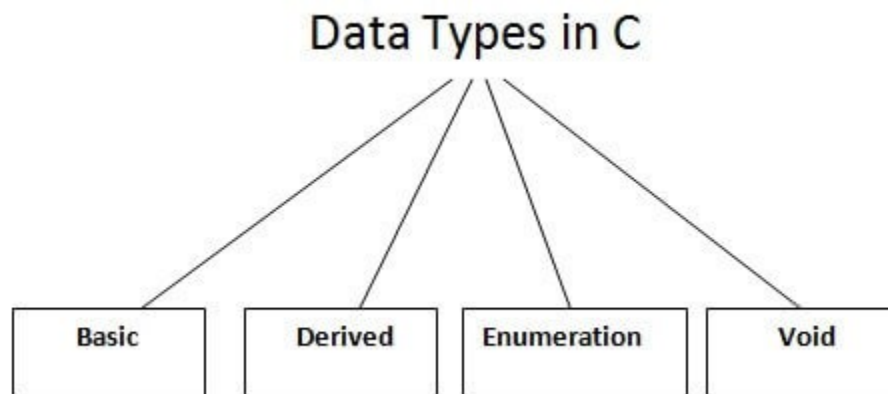 Data Types in C
Basic
Derived
Enumeration
Void